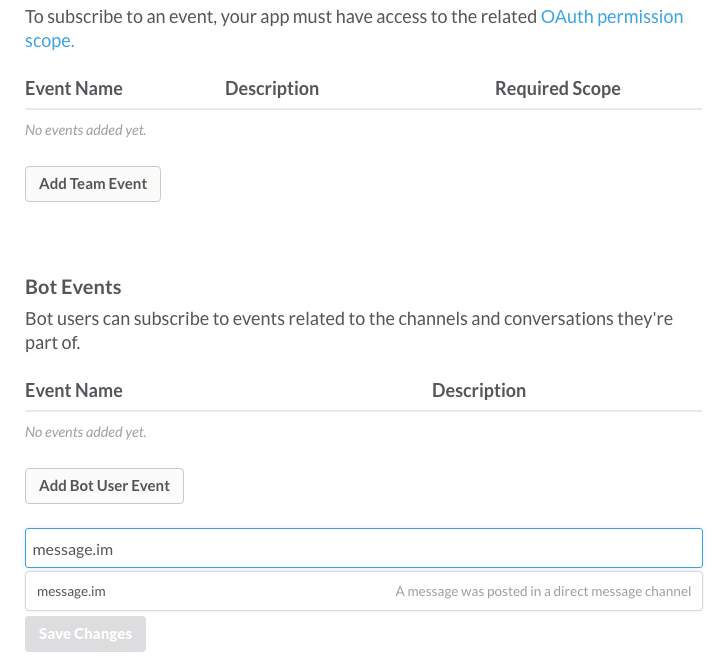 To subscribe to an event, your app must have access to the related OAuth permission
scope.
Event Name Description Required Scope
No events added yet.
Add Team Event
Bot Events
Bot users can subscribe to events related to the channels and conversations they're
part of.
Event Name Description
No events added yet.
Add Bot User Event
message.im
message.im A message was posted in a direct message channel
Save Changes